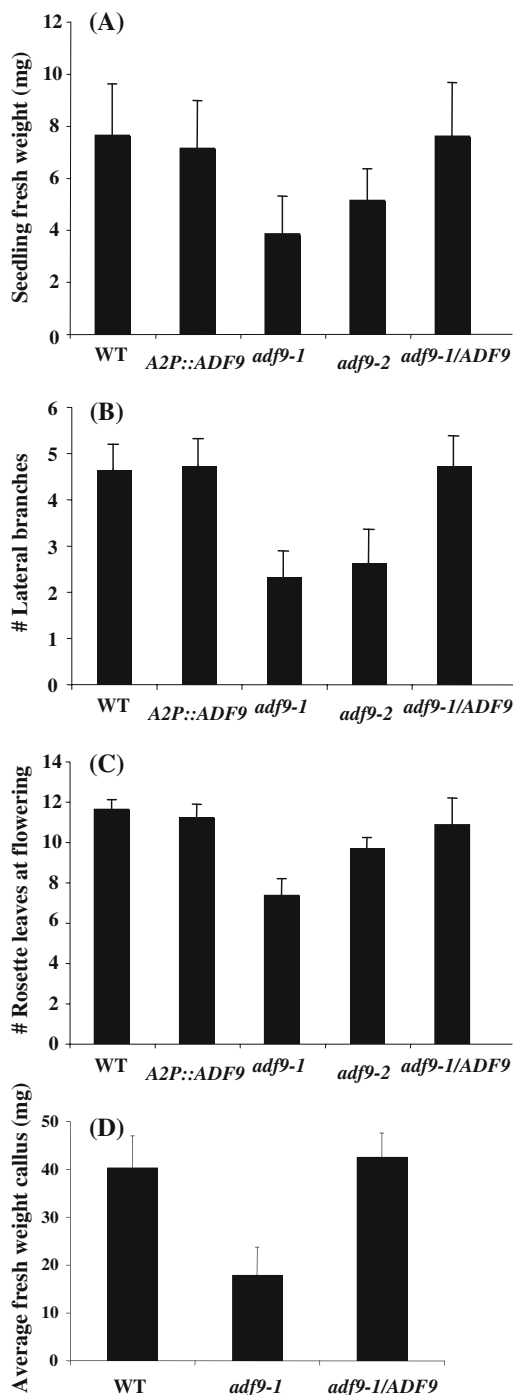 (A)
Seedling fresh weight (mg)
12
10
8
6
4
2
0
WT A2P::ADF9 adf9-1 adf9-2 adf9-1/ADF9
(B)
# Lateral branches
6
5
4
3
2
1
0
WT A2P::ADF9 adf9-1 adf9-2 adf9-1/ADF9
(C)
# Rosette leaves at flowering
14
12
10
8
6
4
2
0
WT A2P::ADF9 adf9-1 adf9-2 adf9-1/ADF9
(D)
Average fresh weight callus (mg)
50
40
30
20
10
0
WT adf9-1 adf9-1/ADF9